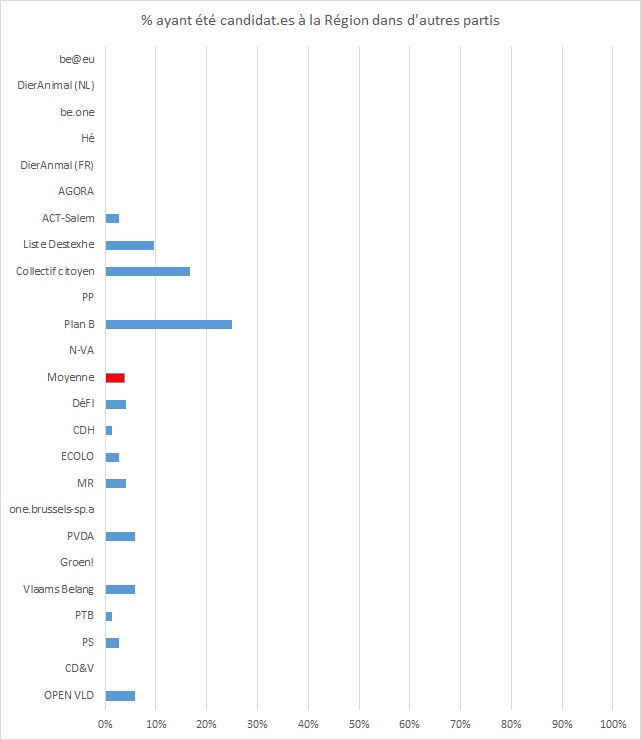 % ayant été candidat.es à la Région dans d'autres partis
be@eu
DierAnimal (NL)
be.one
Hé
DierAnmal (FR)
AGORA
ACT-Salem
Liste Destexhe
Collectif citoyen
PP
Plan B
N-VA
Moyenne
DéFI
CDH
ECOLO
MR
one.brussels-sp.a
PVDA
Groen!
Vlaams Belang
PTB
PS
CD&V
OPEN VLD
0% 10% 20% 30% 40% 50% 60% 70% 80% 90% 100%